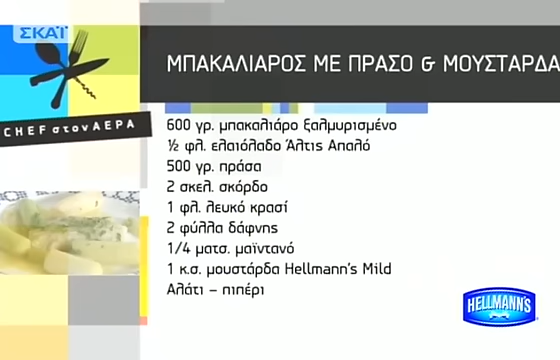 ΣΚΑΪ
ΜΠΑΚΑΛΙΑΡΟΣ ΜΕ ΠΡΑΣΟ & ΜΟΥΣΤΑΡΔΑ
CHEF στον ΑΕΡΑ
600 γρ. μπακαλιάρο ξαλμυρισμένο
½ φλ. ελαιόλαδο Άλτις Απαλό
500 γρ. πράσα
2 σκελ. σκόρδο
1 φλ. λευκό κρασί
2 φύλλα δάφνης
1/4 ματσ. μαϊντανό
1 κ.σ. μουστάρδα Hellmann's Mild
Αλάτι – πιπέρι
HELLMANN'S